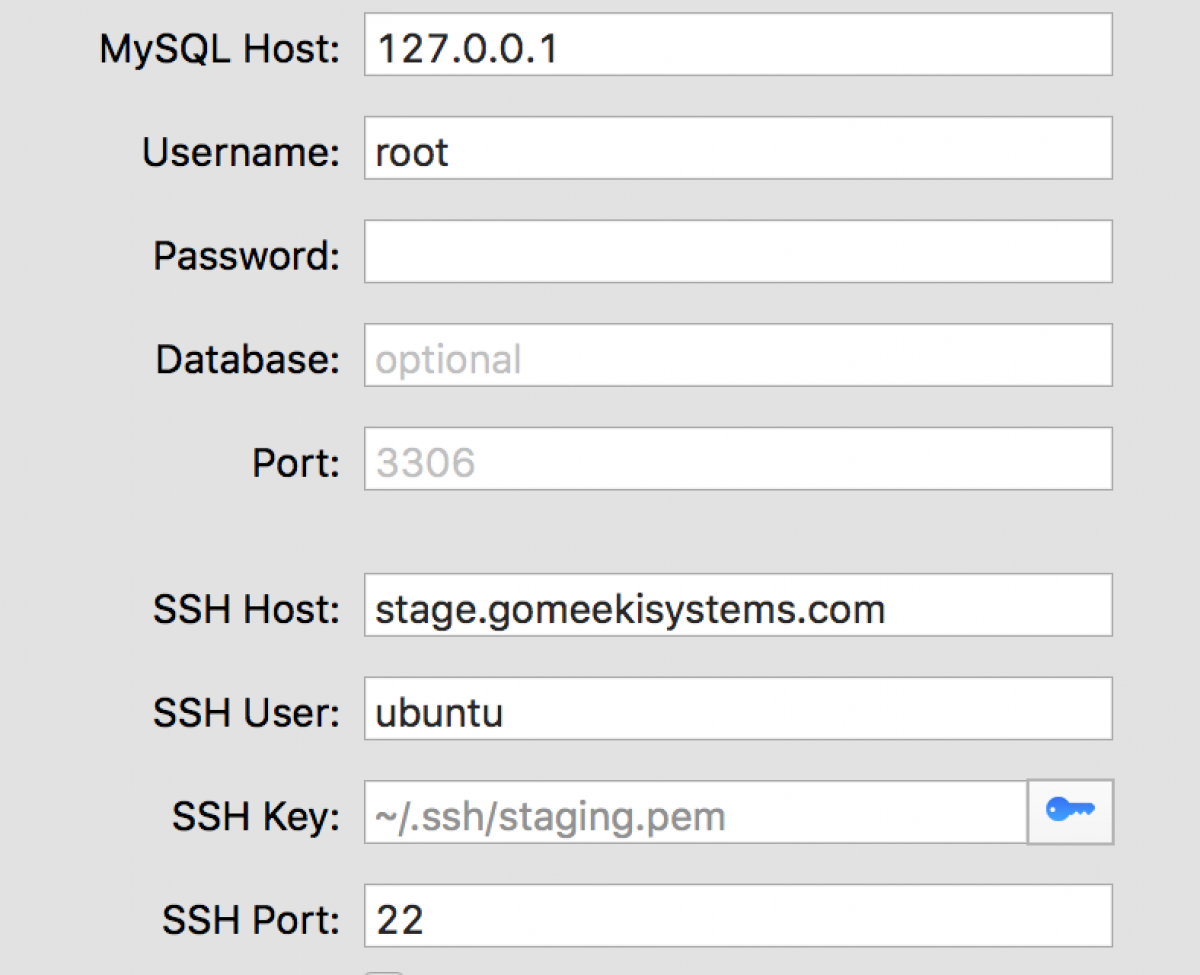 MySQL Host: 127.0.0.1
Username: root
Password:
Database: optional
Port: 3306
SSH Host: stage.gomeekisystems.com
SSH User: ubuntu
SSH Key: ~/.ssh/staging.pem
SSH Port: 22